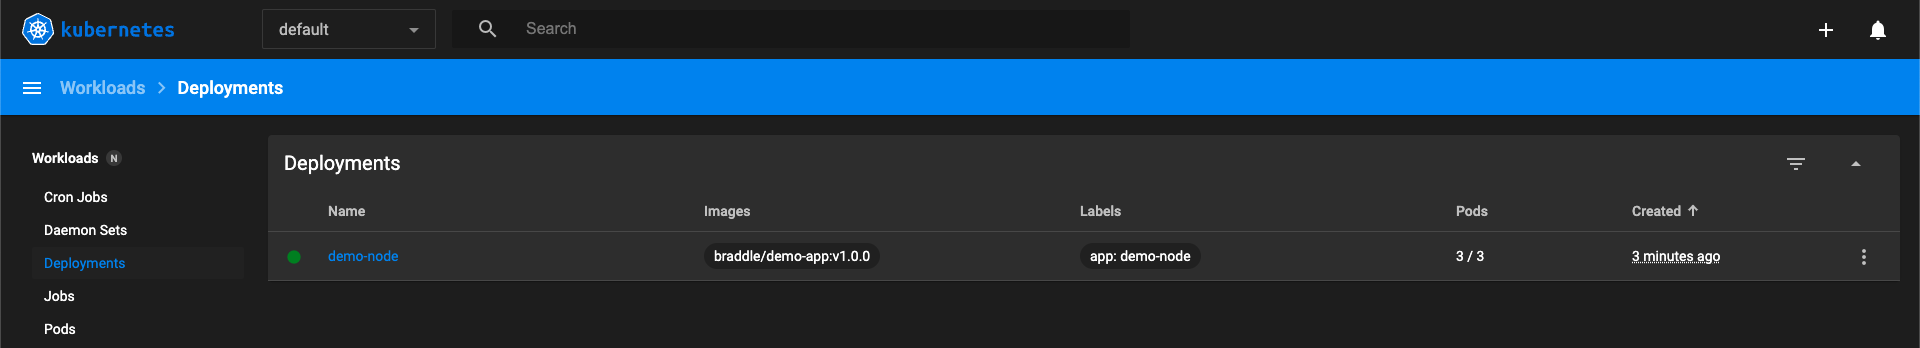 kubernetes
default
Search
Workloads
Deployments
Workloads N
Cron Jobs
Daemon Sets
Deployments
Jobs
Pods
Deployments
Name Images Labels Pods Created
demo-node braddle/demo-app:v1.0.0 app: demo-node 3 / 3 3 minutes ago